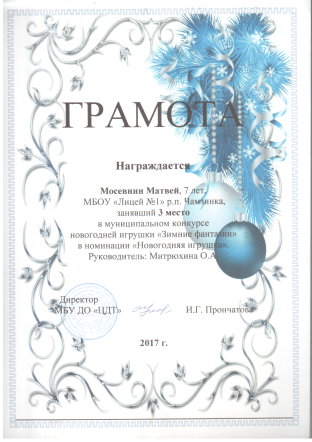 ГРАМОТА
Награждается
Мосевнин Матвей, 7 лет,
МБОУ «Лицей №1» р.п. Чамзинка,
занявший 3 место
в муниципальном конкурсе
новогодней игрушки «Зимние фантазии»
в номинации «Новогодняя игрушка».
Руководитель: Митрюхина О.А.
Директор
МБУ ДО «ЦДТ» И.Г. Прончатова
2017 г.